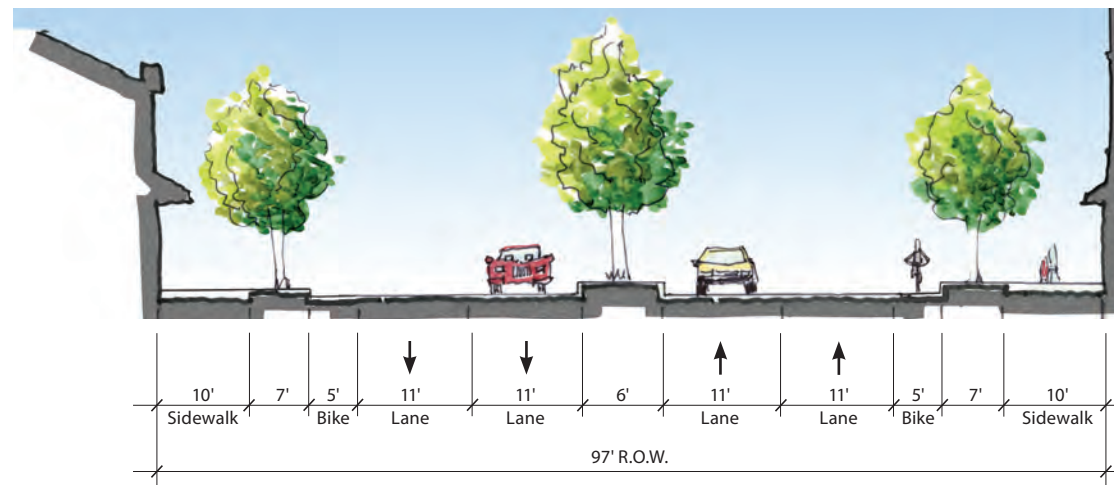 10' 7' 5' 11' 11' 6' 11' 11' 5' 7' 10'
Sidewalk Bike Lane Lane Lane Lane Bike Sidewalk
97' R.O.W.